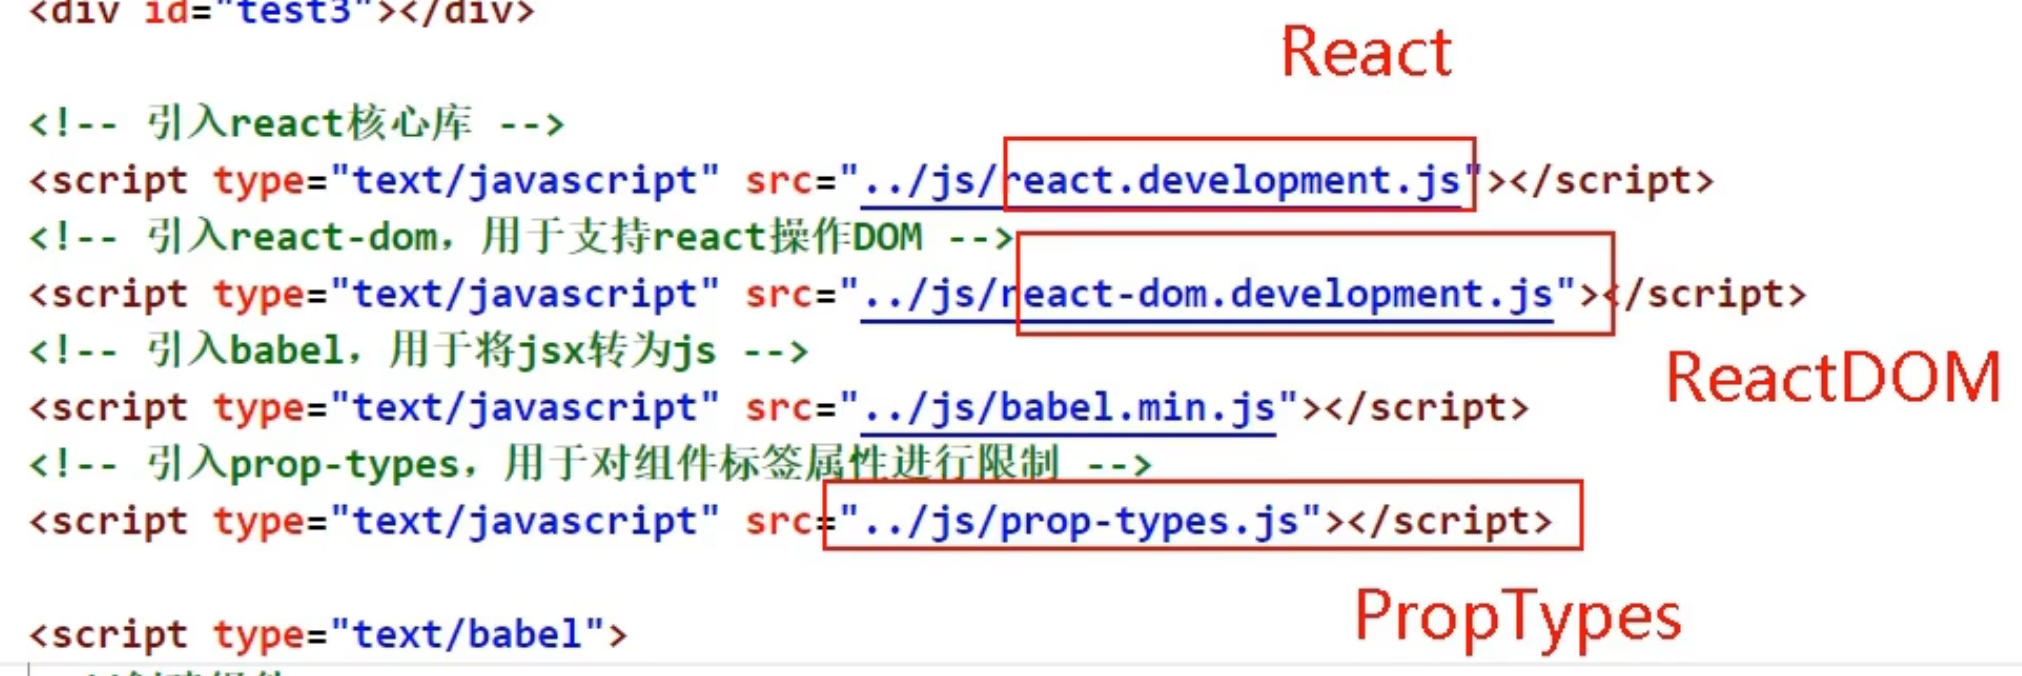 <div id="test3"></div>
React
<!-- 引入react核心库 -->
<script type="text/javascript" src="../js/react.development.js"></script>
<!-- 引入react-dom，用于支持react操作DOM -->
<script type="text/javascript" src="../js/react-dom.development.js"></script>
<!-- 引入babel，用于将jsx转为js -->
ReactDOM
<script type="text/javascript" src="../js/babel.min.js"></script>
<!-- 引入prop-types，用于对组件标签属性进行限制 -->
<script type="text/javascript" src="../js/prop-types.js"></script>
PropTypes
<script type="text/babel">